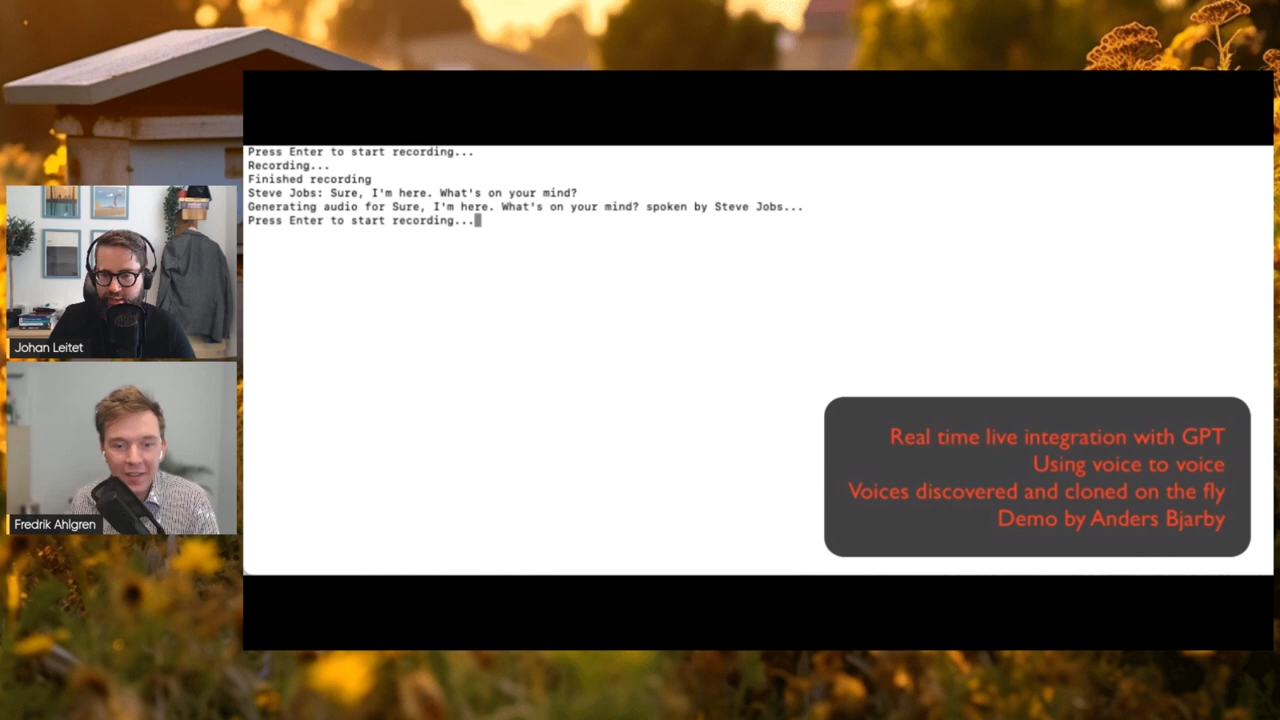 Press Enter to start recording...
Recording...
Finished recording
Steve Jobs: Sure, I'm here. What's on your mind?
Generating audio for Sure, I'm here. What's on your mind? spoken by Steve Jobs...
Press Enter to start recording...
Real time live integration with GPT
Using voice to voice
Voices discovered and cloned on the fly
Demo by Anders Bjarby
Johan Leitet
Fredrik Ahlgren